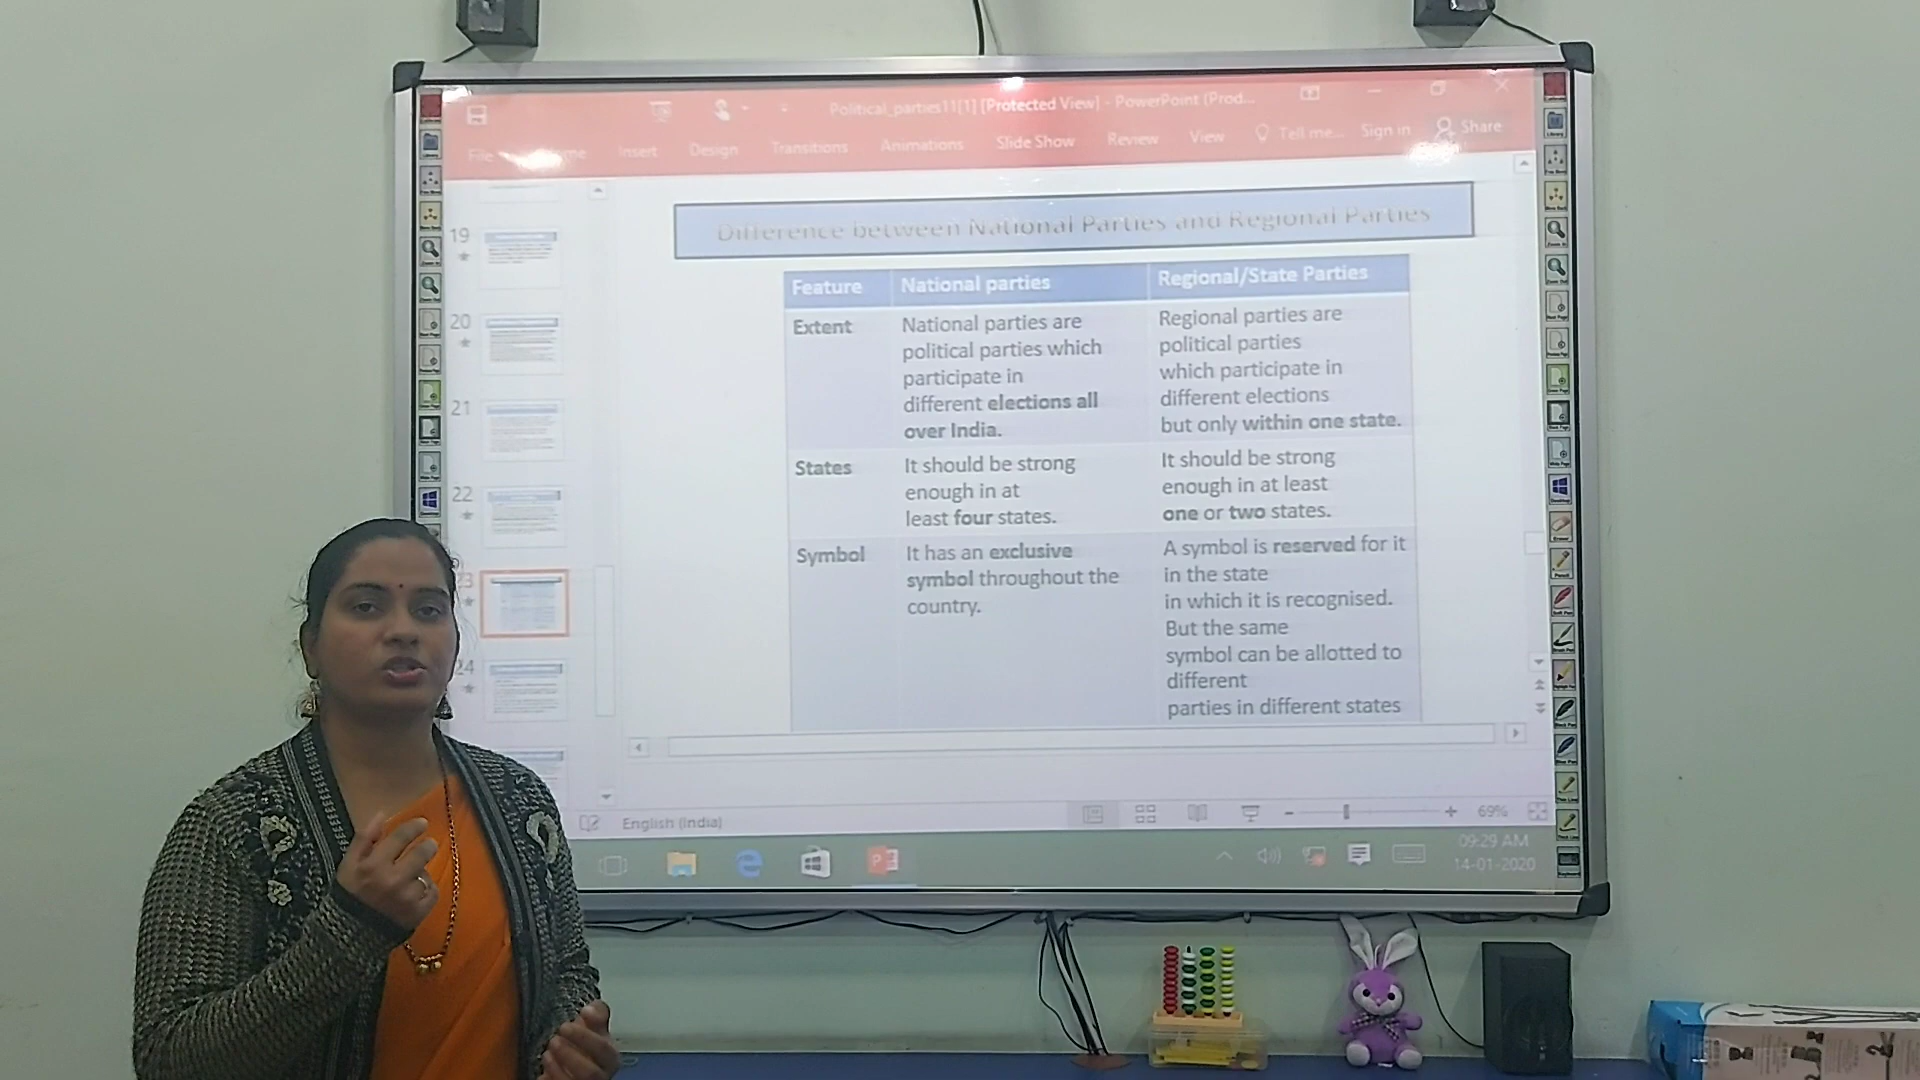 Political_parties11[1] [Protected View] - PowerPoint (Prod...
File Home Insert Design Transitions Animations Slide Show Review View Tell me... Sign in Share
Difference between National Parties and Regional Parties
Feature
National parties
Regional/State Parties
Extent
National parties are
political parties which
participate in
different elections all
over India.
Regional parties are
political parties
which participate in
different elections
but only within one state.
States
It should be strong
enough in at
least four states.
It should be strong
enough in at least
one or two states.
Symbol
It has an exclusive
symbol throughout the
country.
A symbol is reserved for it
in the state
in which it is recognised.
But the same
symbol can be allotted to
different
parties in different states
19
20
21
22
23
24
English (India)
69%
09:29 AM
14-01-2020